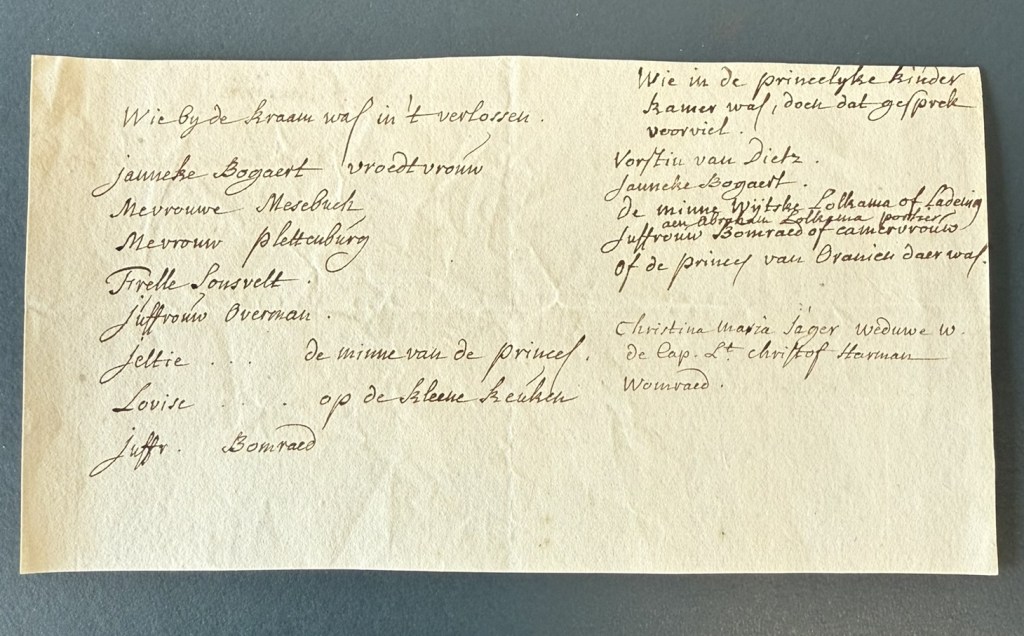 Wie by de kraam was in 't verlossen.
janneke Bogaert vroedtvrouw
Mevrouwe Mesebuch
Mevrouw plettenburg
Frelle Sonsvelt.
juffrouw Overman.
jeltie . . . de minne van de princes.
Lovise . . . . op de kleene keuken
juffr. Bomraed
Wie in de princelyke kinder
kamer was, doen dat gesprek
voorviel.
Vorstin van Dietz.
Janneke Bogaert.
de minne Wijtske Lolkama of Ladeing
aen Abraham Lolkama portier
Juffrouw Bomraed of camervrouw
of de princes van Oranien daer was.
Christina maria Jäger weduwe w.
de Cap. Lt. christof Harman
Womraed.